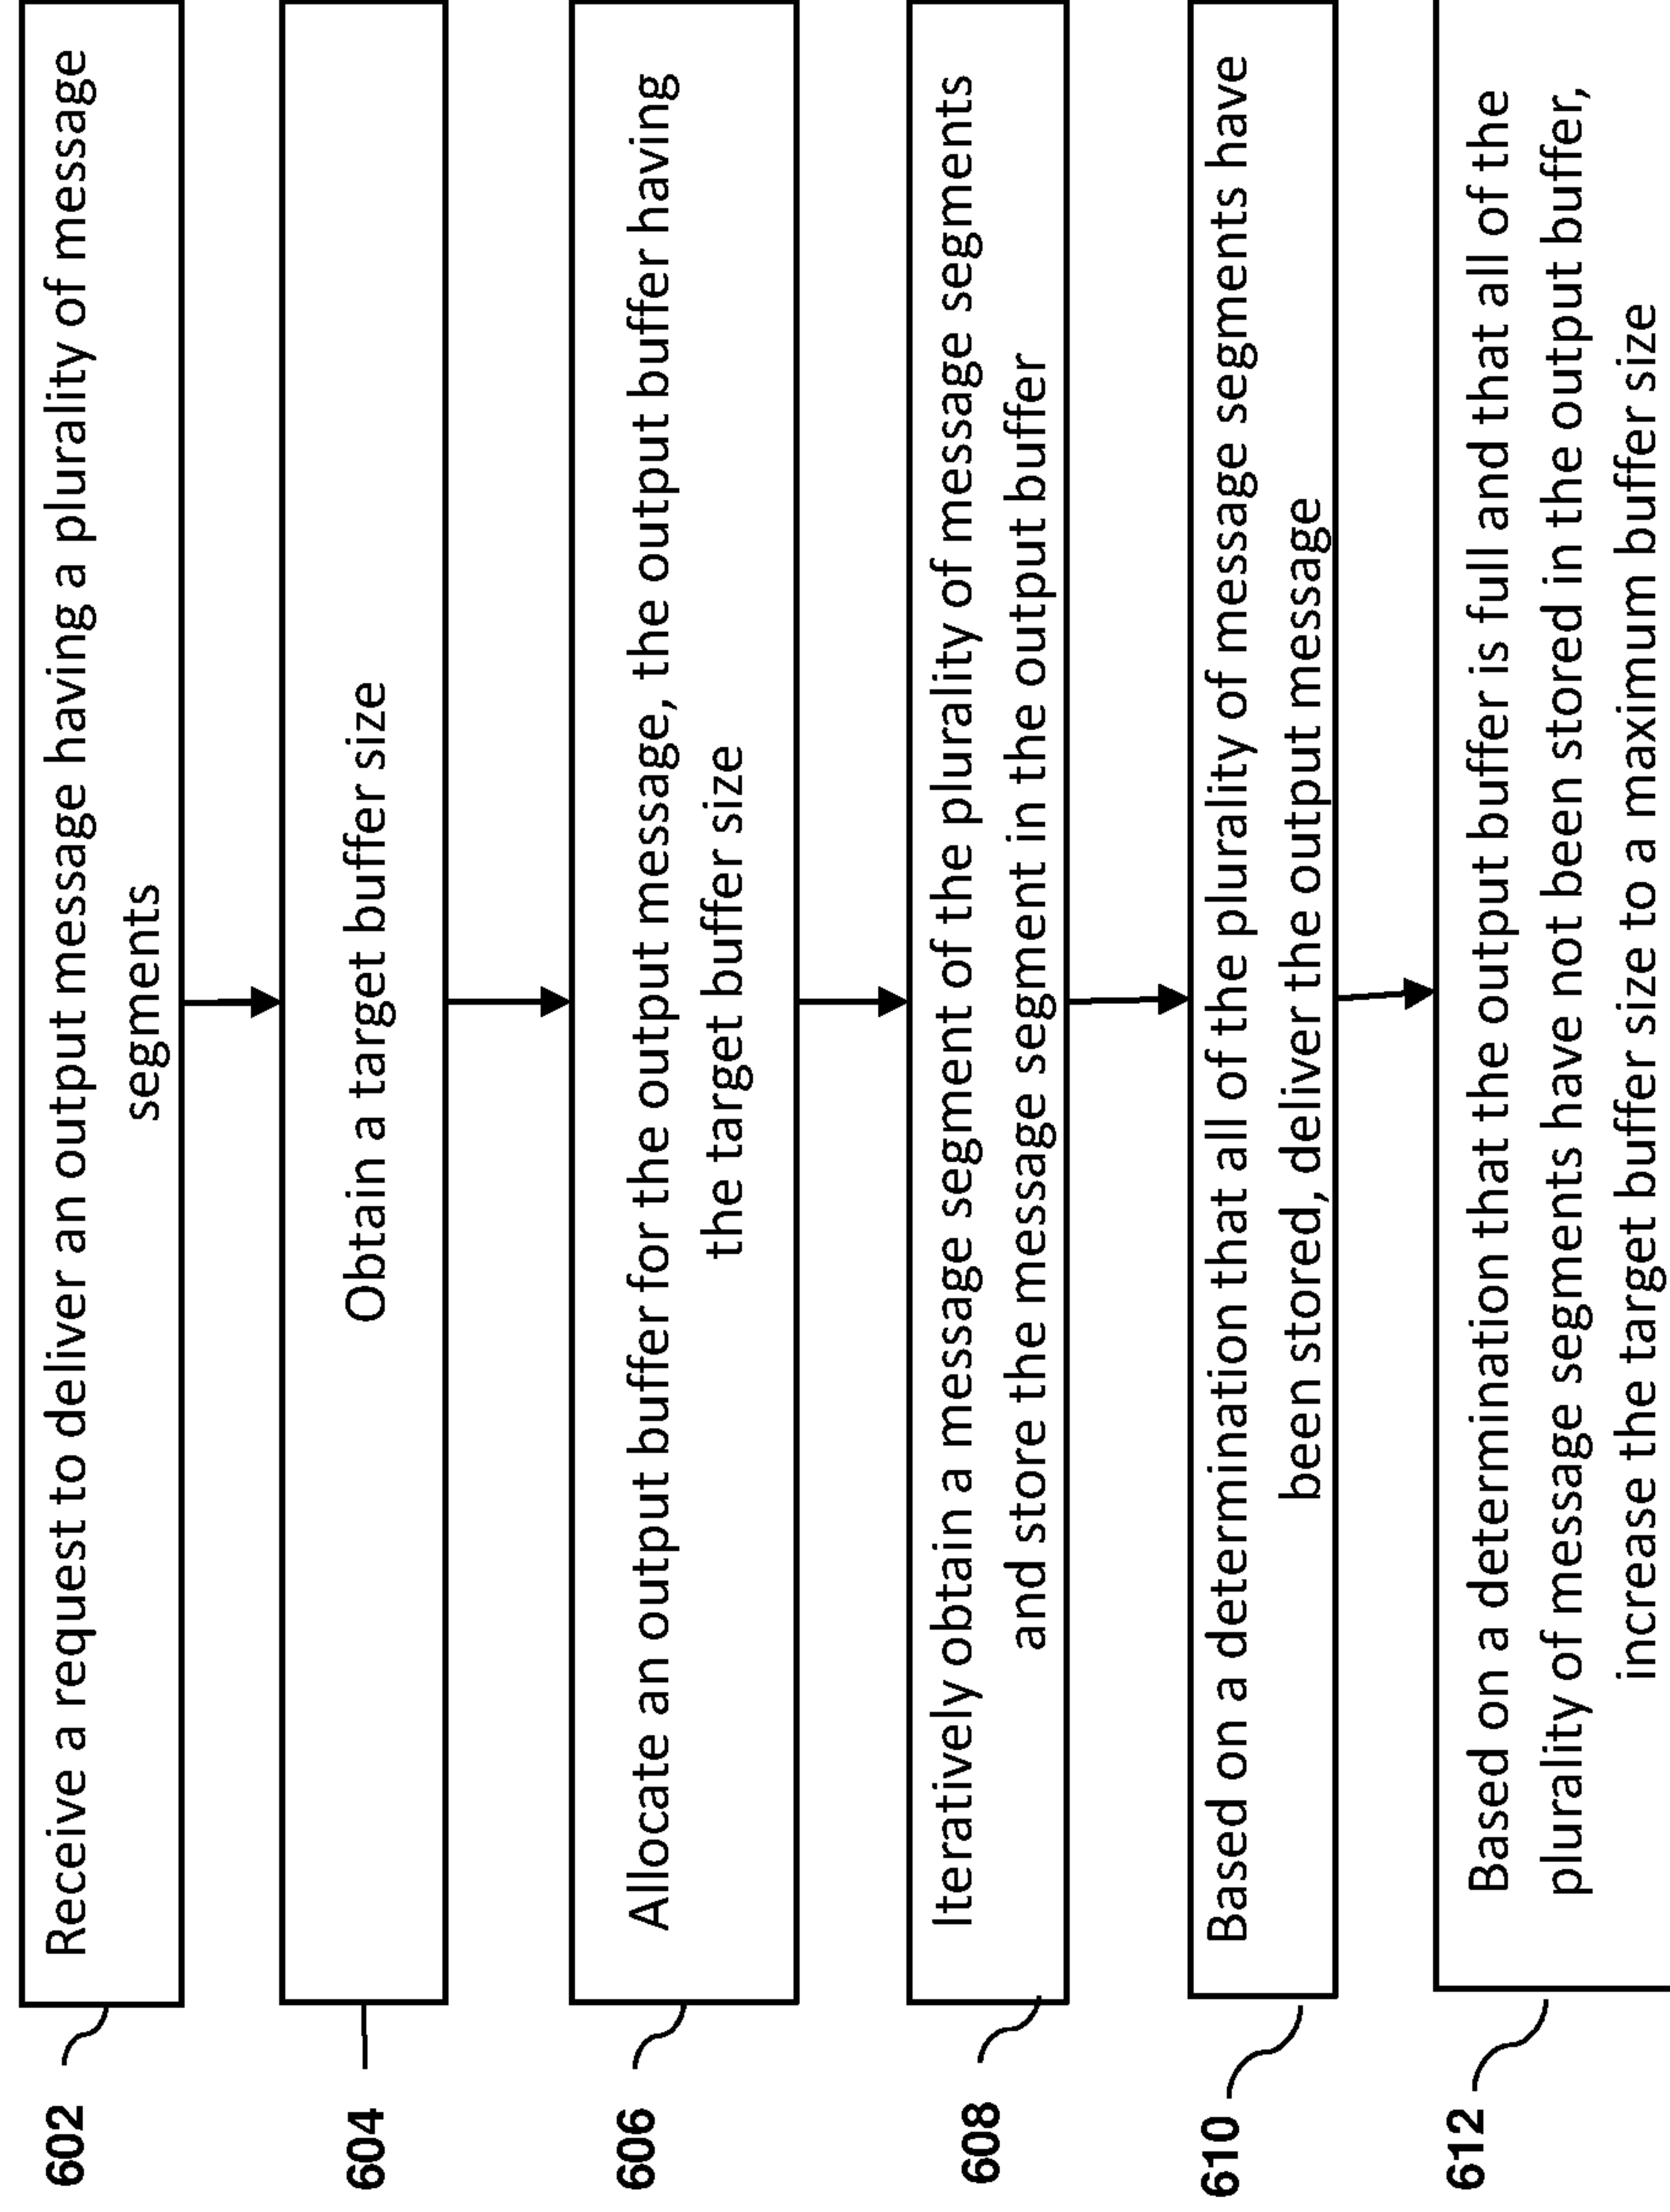 602
Receive a request to deliver an output message having a plurality of message
segments
604
Obtain a target buffer size
606
Allocate an output buffer for the output message, the output buffer having
the target buffer size
608
Iteratively obtain a message segment of the plurality of message segments
and store the message segment in the output buffer
610
Based on a determination that all of the plurality of message segments have
been stored, deliver the output message
612
Based on a determination that the output buffer is full and that all of the
plurality of message segments have not been stored in the output buffer,
increase the target buffer size to a maximum buffer size